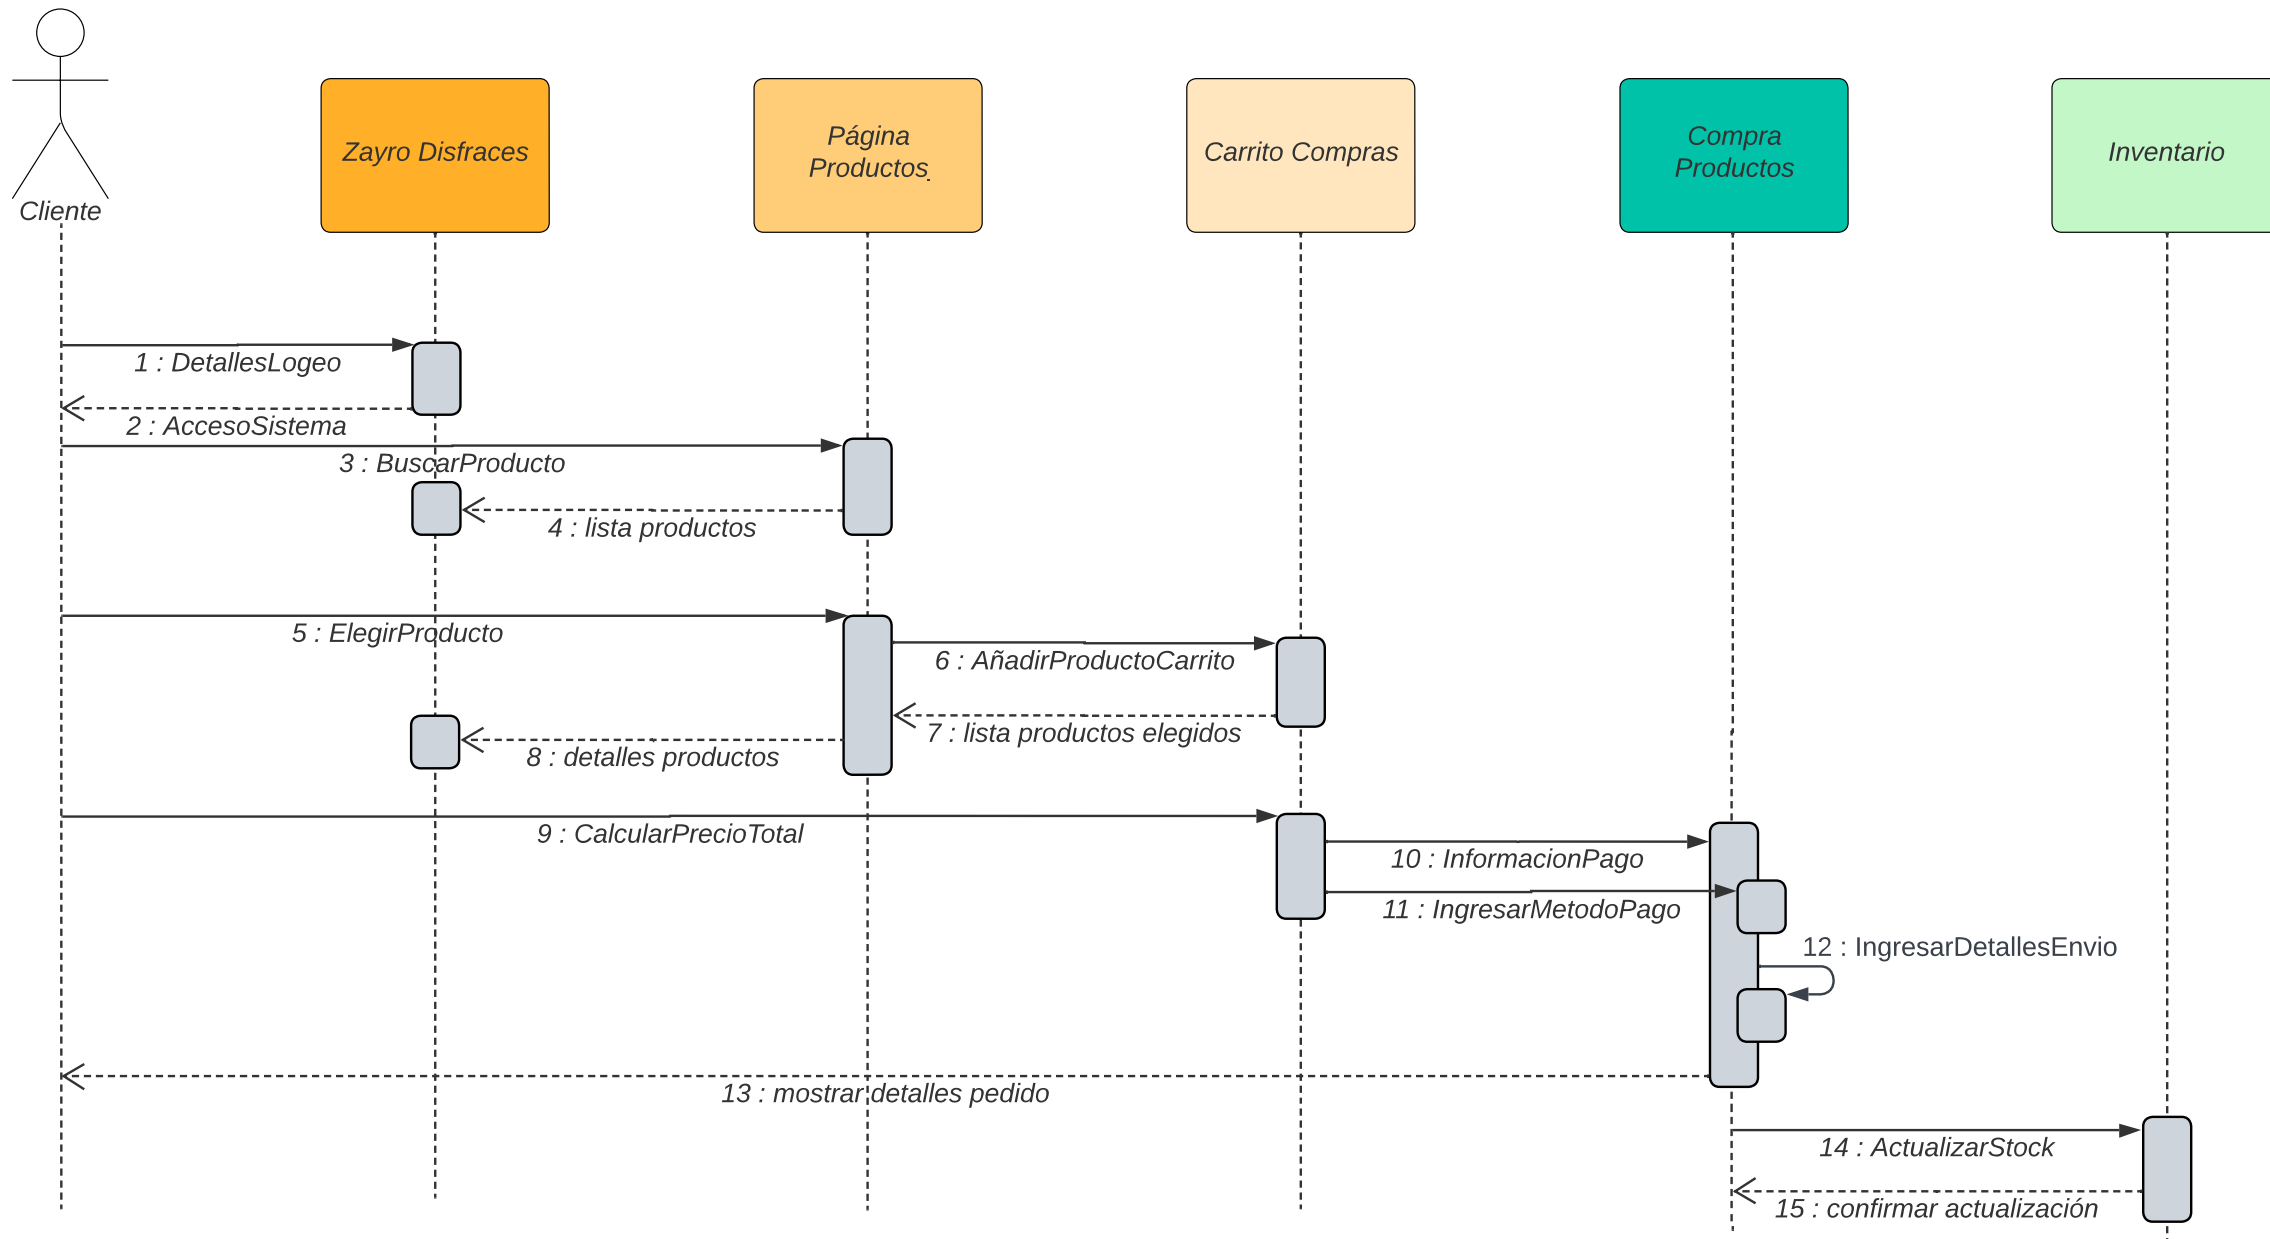 Cliente
Zayro Disfraces
Página
Productos
Carrito Compras
Compra
Productos
Inventario
1 : DetallesLogeo
2 : AccesoSistema
3 : BuscarProducto
4 : lista productos
5 : ElegirProducto
6 : AñadirProductoCarrito
7 : lista productos elegidos
8 : detalles productos
9 : CalcularPrecioTotal
10 : InformacionPago
11 : IngresarMetodoPago
12 : IngresarDetallesEnvio
13 : mostrar detalles pedido
14 : ActualizarStock
15 : confirmar actualización